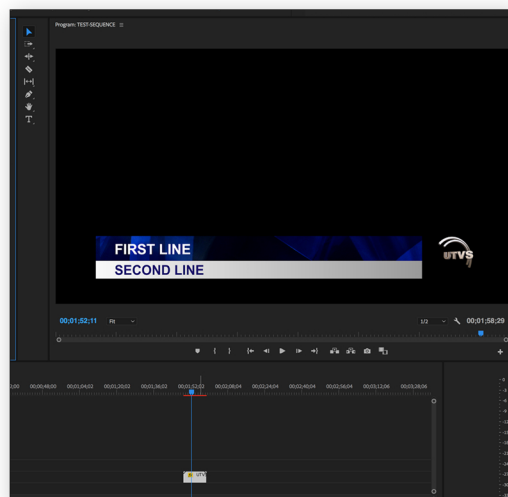 Program: TEST-SEQUENCE
FIRST LINE
SECOND LINE
UTVS
00;01;52;11 Fit 1/2 00;01;58;29
00;00;48;00 00;01;04;02 00;01;20;02 00;01;36;02 00;01;52;03 00;02;08;04 00;02;24;04 00;02;40;04 00;02;56;04 00;03;12;06 00;03;28;06
UTVS